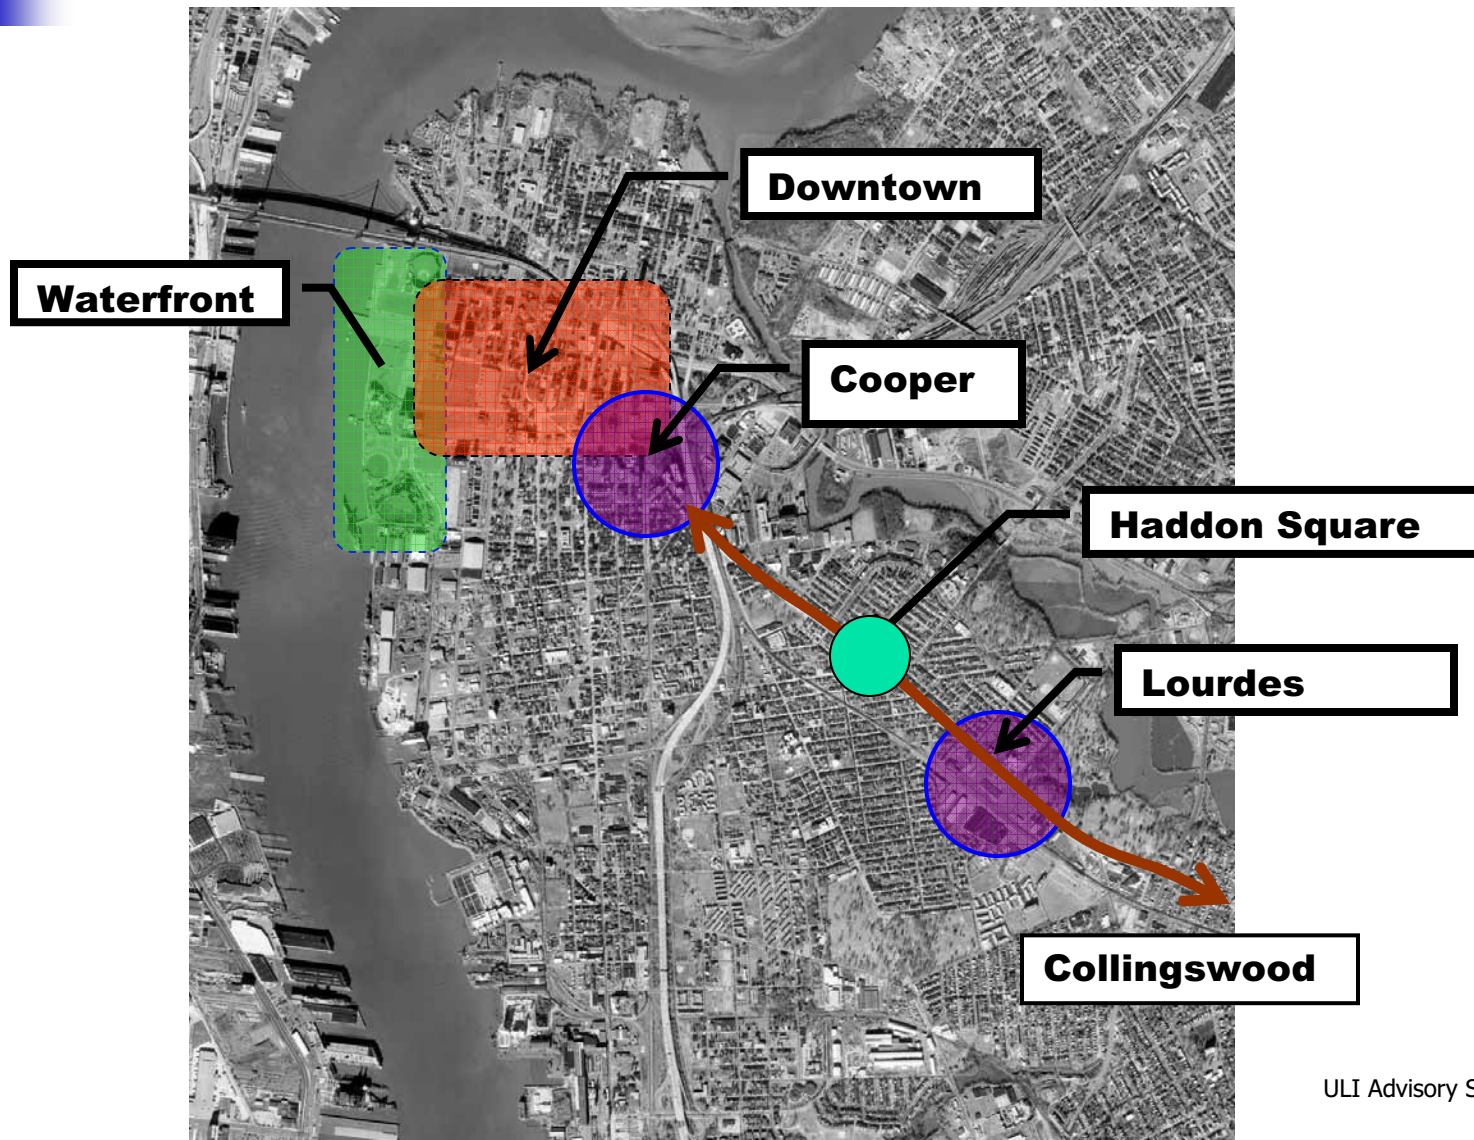 Downtown
Waterfront
Cooper
Haddon Square
Lourdes
Collingswood
ULI Advisory S